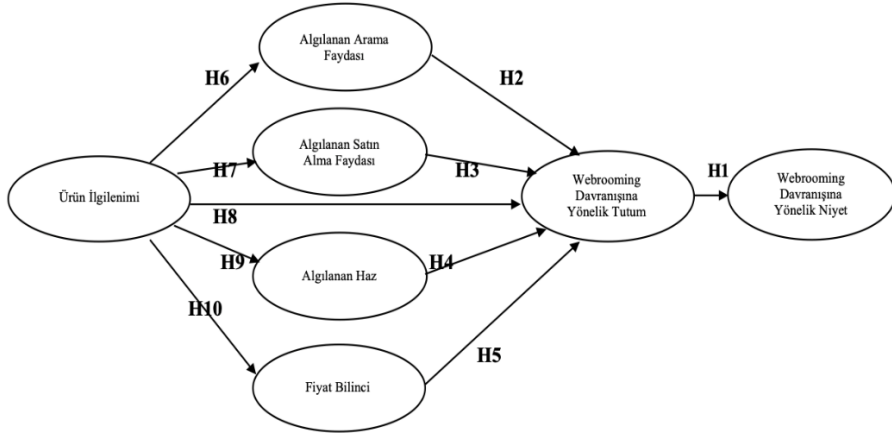 Algılanan Arama
Faydası
H6
H2
Algılanan Satın
Alma Faydası
H7
H3
Ürün İlgilenimi
H8
Webrooming
Davranışına
Yönelik Tutum
H1
Webrooming
Davranışına
Yönelik Niyet
H9
Algılanan Haz
H4
H10
H5
Fiyat Bilinci